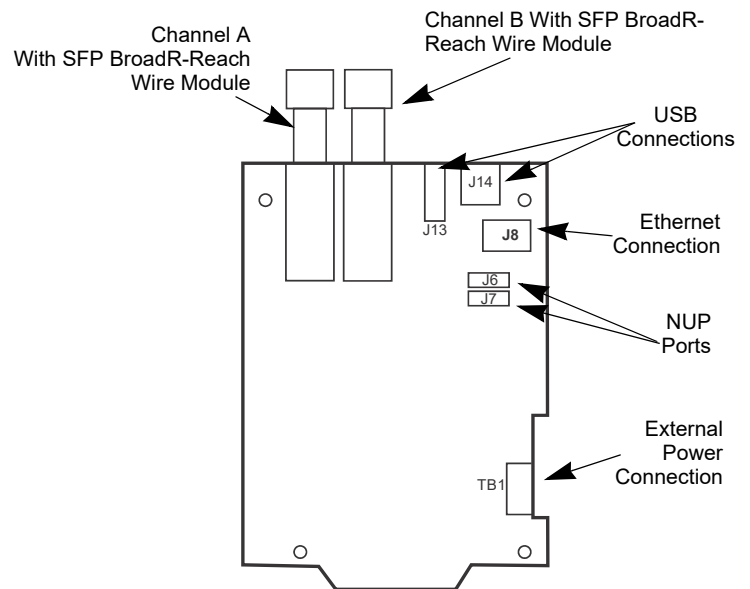 Channel A
With SFP BroadR-Reach
Wire Module
Channel B With SFP BroadR-
Reach Wire Module
USB
Connections
J14
J13
Ethernet
Connection
J8
J6
J7
NUP
Ports
External
Power
Connection
TB1